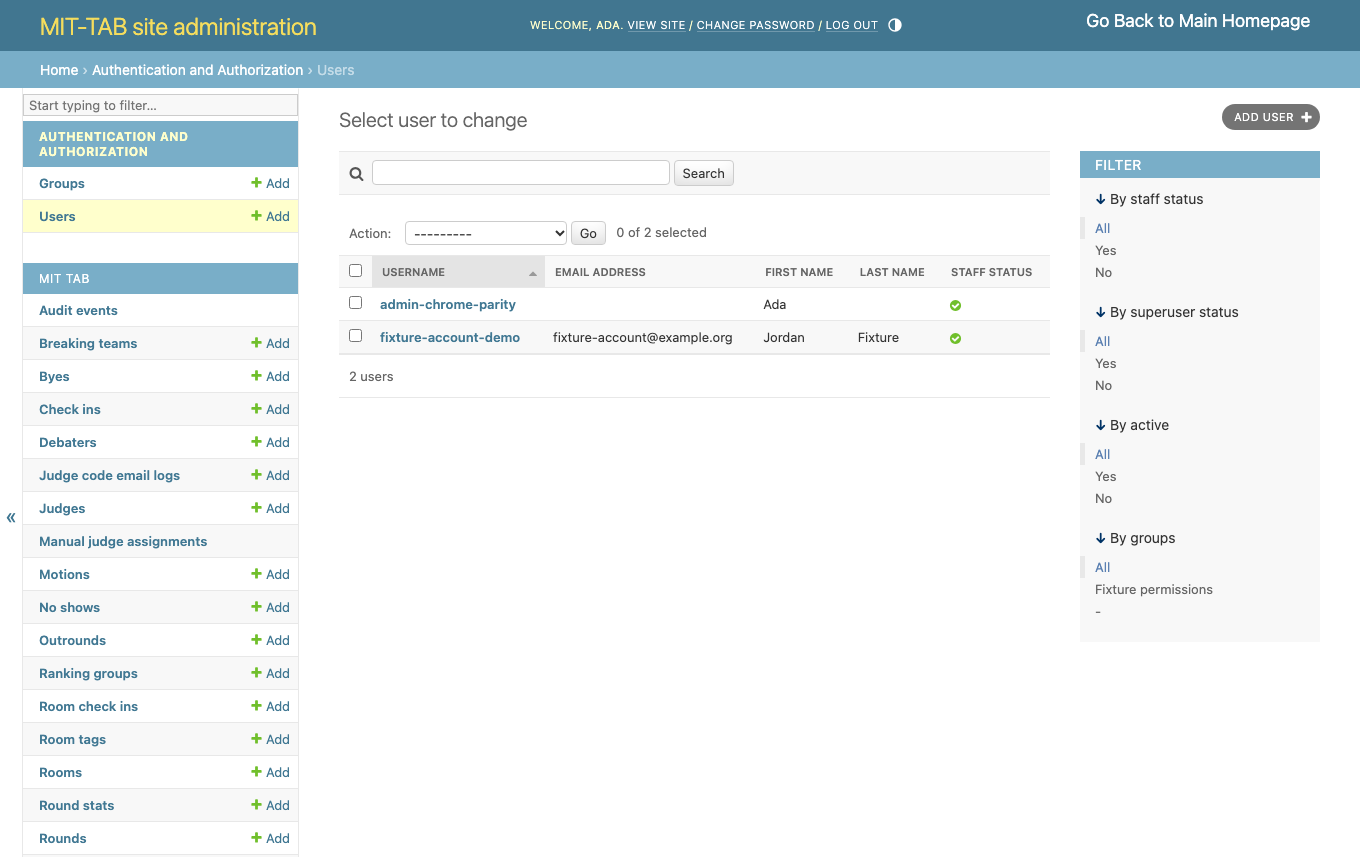 MIT-TAB site administration
WELCOME, ADA. VIEW SITE / CHANGE PASSWORD / LOG OUT
Go Back to Main Homepage
Home › Authentication and Authorization › Users
Start typing to filter...
AUTHENTICATION AND
AUTHORIZATION
Groups + Add
Users + Add
MIT TAB
Audit events
Breaking teams + Add
Byes + Add
Check ins + Add
Debaters + Add
Judge code email logs + Add
Judges + Add
Manual judge assignments
Motions + Add
No shows + Add
Outrounds + Add
Ranking groups + Add
Room check ins + Add
Room tags + Add
Rooms + Add
Round stats + Add
Rounds + Add
«
Select user to change
ADD USER +
Search
Action: --------- Go 0 of 2 selected
USERNAME EMAIL ADDRESS FIRST NAME LAST NAME STAFF STATUS
admin-chrome-parity Ada
fixture-account-demo fixture-account@example.org Jordan Fixture
2 users
FILTER
↓ By staff status
All
Yes
No
↓ By superuser status
All
Yes
No
↓ By active
All
Yes
No
↓ By groups
All
Fixture permissions
-